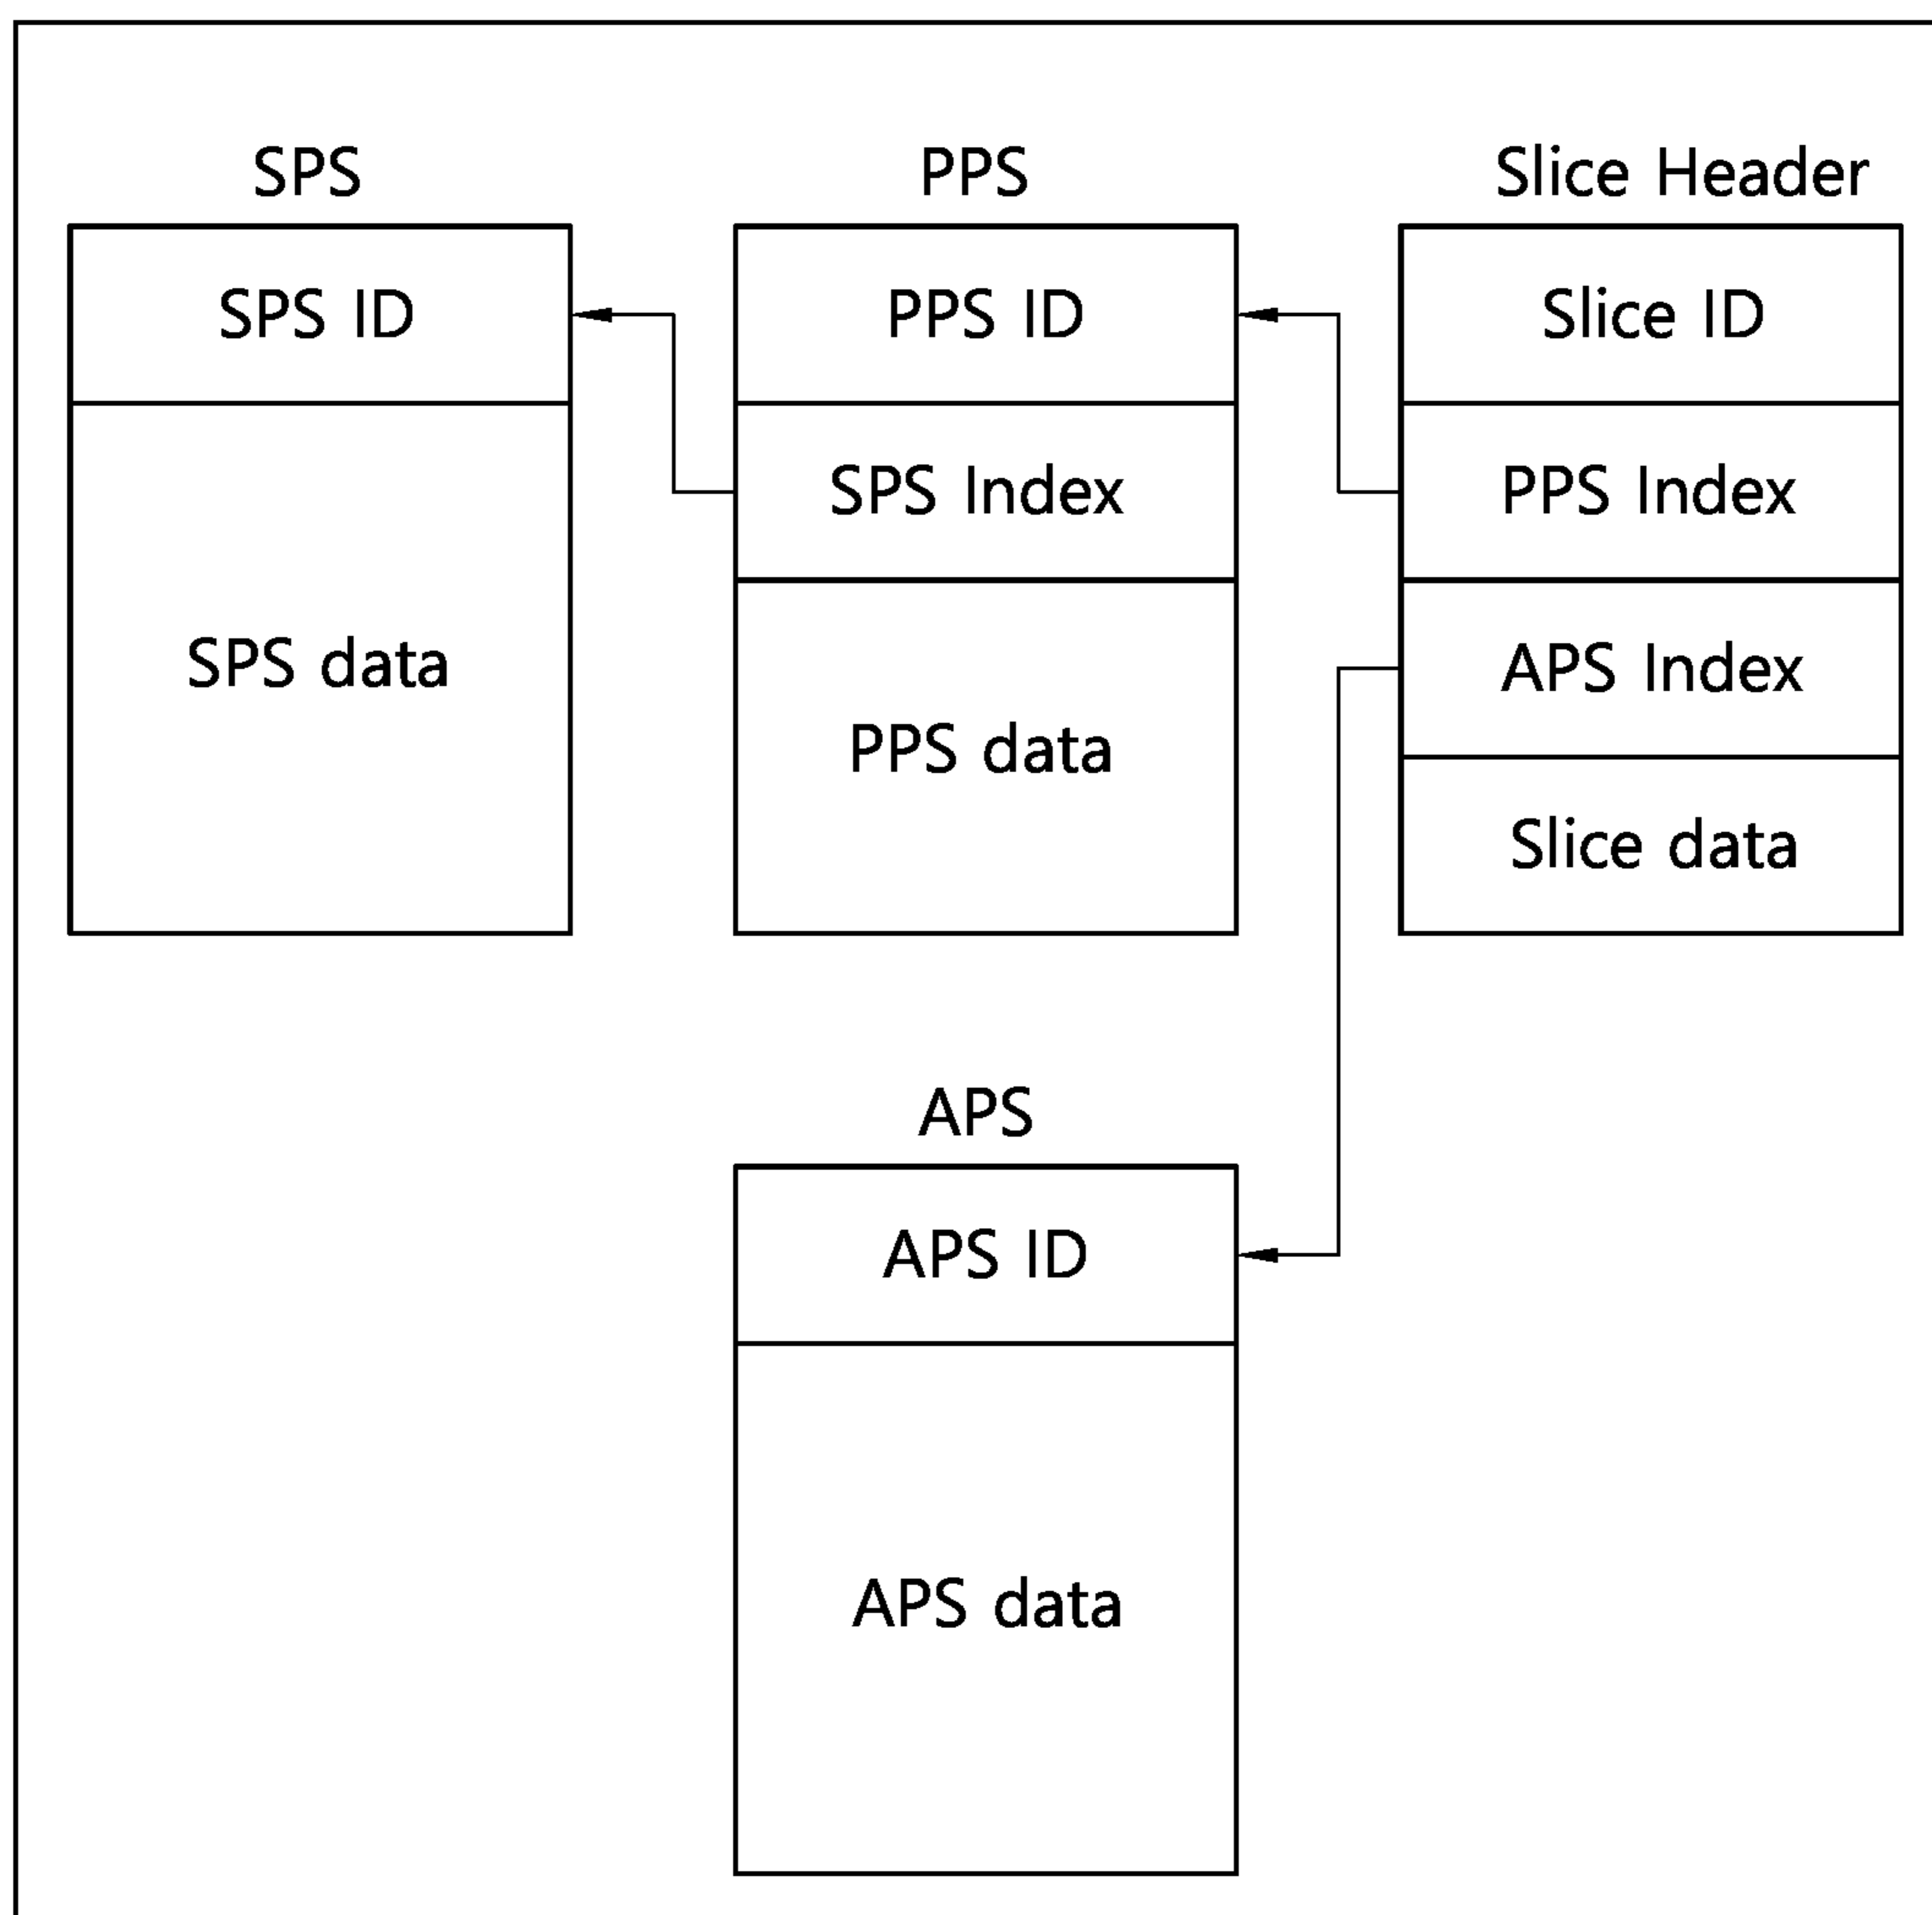 SPS
SPS ID
SPS data
PPS
PPS ID
SPS Index
PPS data
Slice Header
Slice ID
PPS Index
APS Index
Slice data
APS
APS ID
APS data